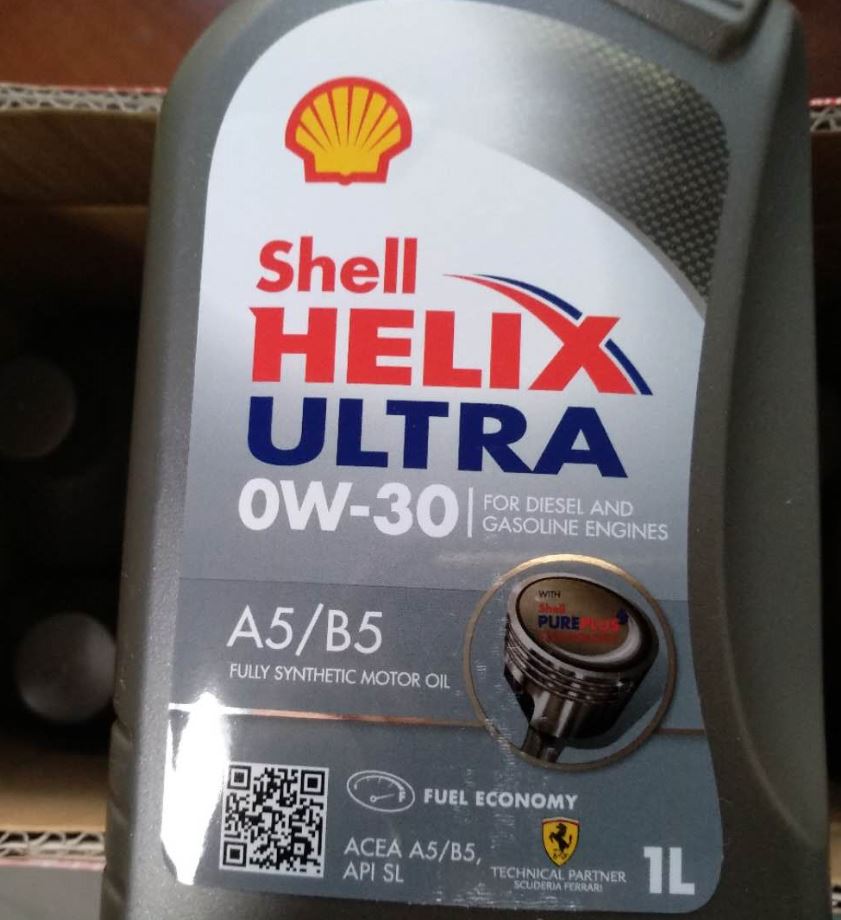 Shell
HELIX
ULTRA
0W-30
FOR DIESEL AND
GASOLINE ENGINES
WITH
Shell
PUREPLUS
A5/B5
FULLY SYNTHETIC MOTOR OIL
FUEL ECONOMY
ACEA A5/B5,
API SL
TECHNICAL PARTNER
SCUDERIA FERRARI
1L